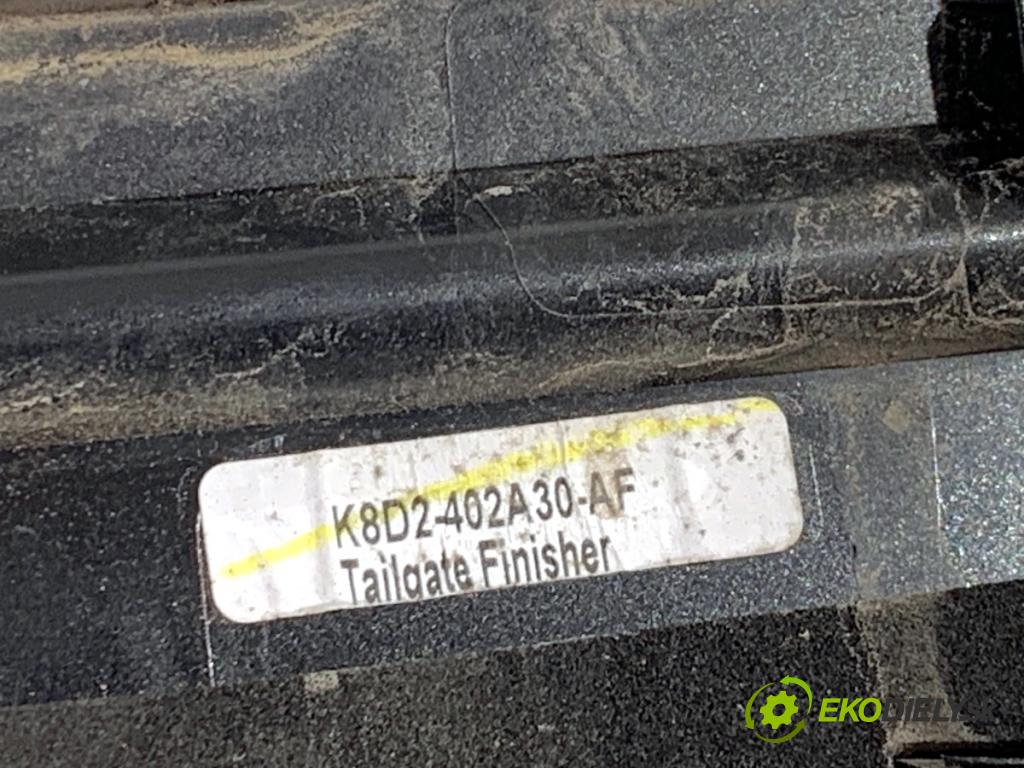 K8D2-402A30-AF
Tailgate Finisher
EKODIELY